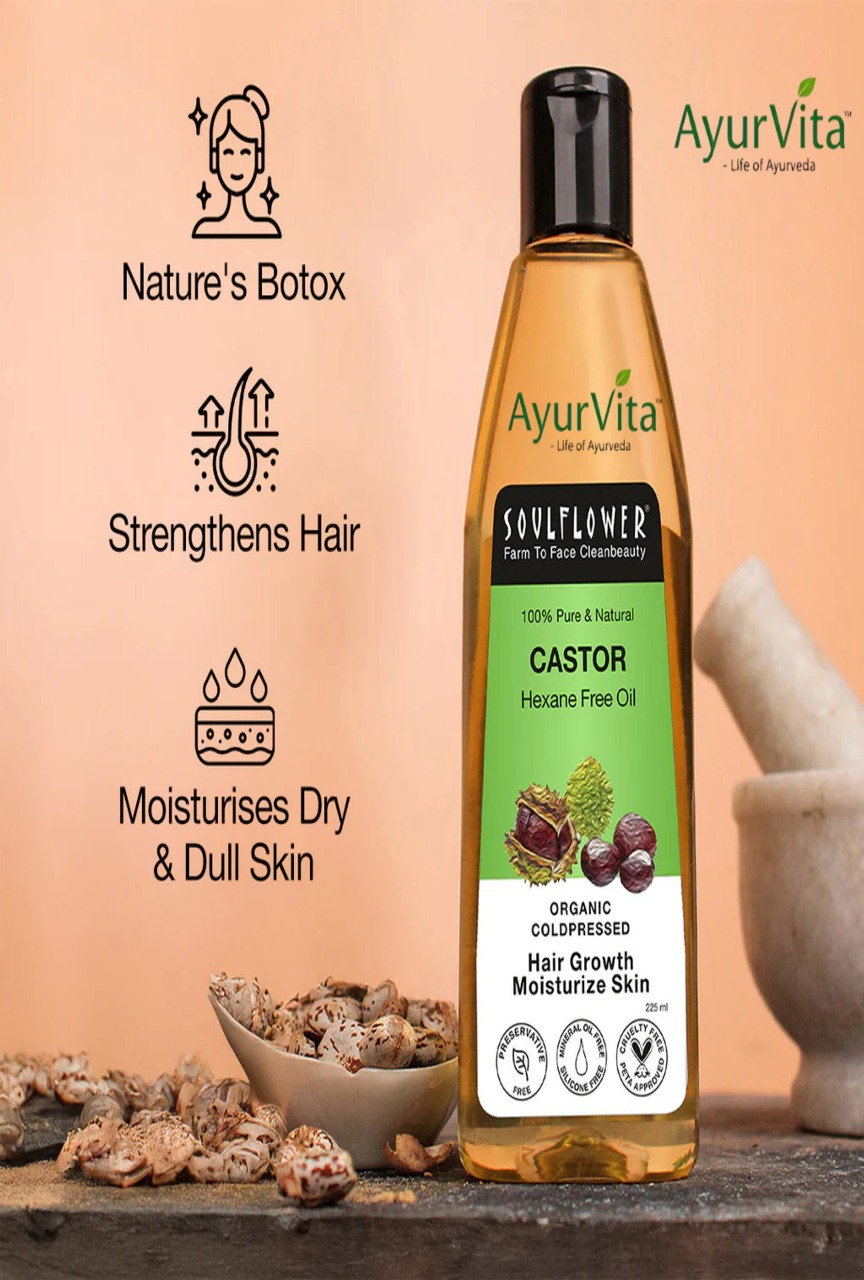 AyurVita™
- Life of Ayurveda
Nature's Botox
Strengthens Hair
Moisturises Dry
& Dull Skin
AyurVita™
- Life of Ayurveda
SOULFLOWER®
Farm To Face Cleanbeauty
100% Pure & Natural
CASTOR
Hexane Free Oil
ORGANIC
COLDPRESSED
Hair Growth
Moisturize Skin
225 ml
PRESERVATIVE
FREE
MINERAL OIL FREE
SILICONE FREE
CRUELTY FREE
PETA APPROVED